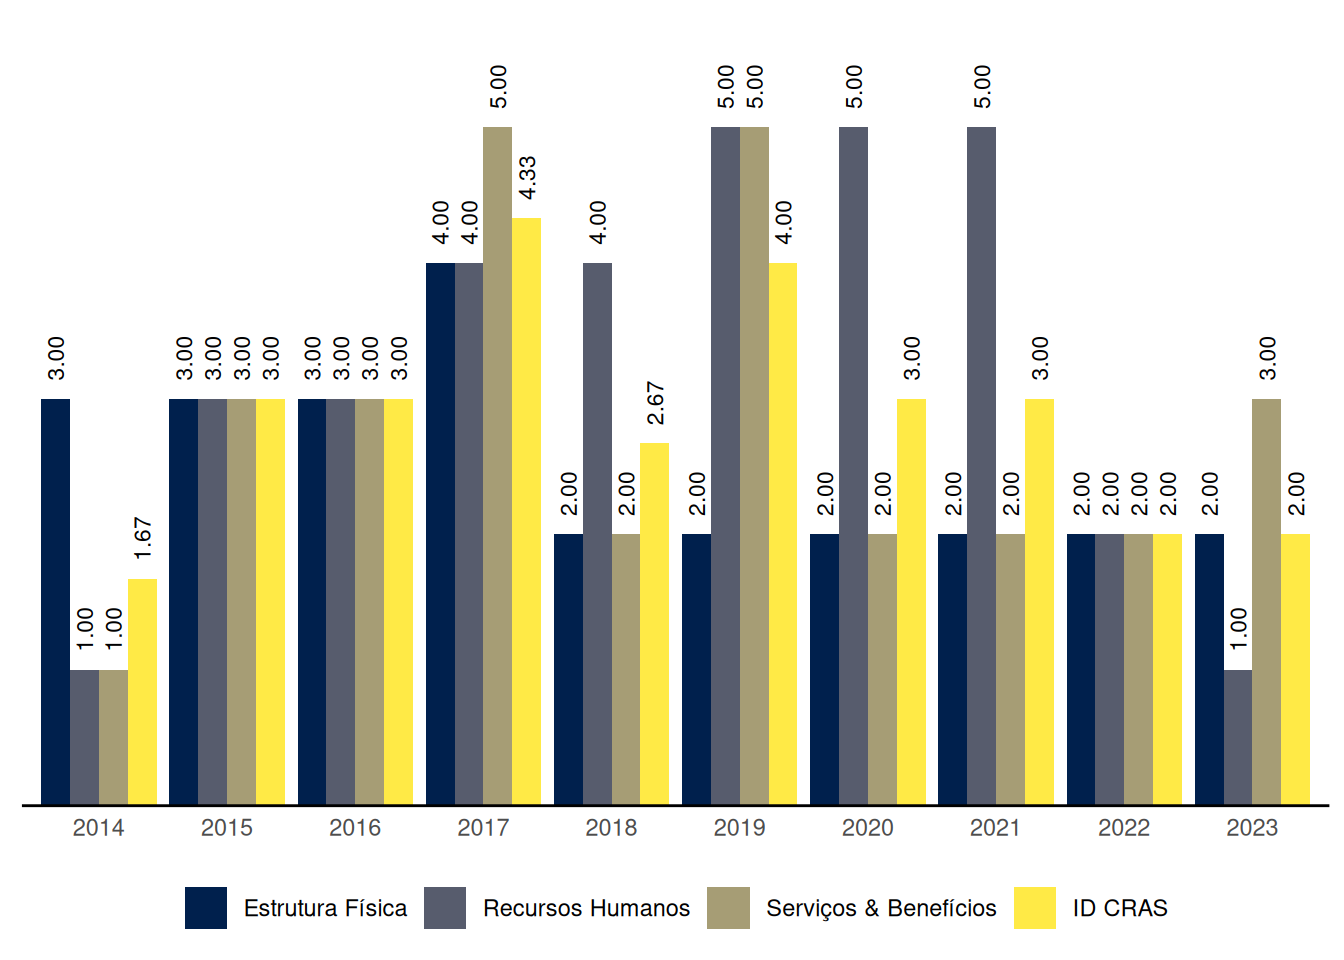 5.00 5.00 5.00 5.00 5.00
4.33
4.00 4.00 4.00 4.00
3.00 3.00 3.00 3.00 3.00 3.00 3.00 3.00 3.00 3.00 3.00 3.00
2.67
2.00 2.00 2.00 2.00 2.00 2.00 2.00 2.00 2.00 2.00 2.00 2.00 2.00
1.67
1.00 1.00 1.00
2014 2015 2016 2017 2018 2019 2020 2021 2022 2023
Estrutura Física Recursos Humanos Serviços & Benefícios ID CRAS